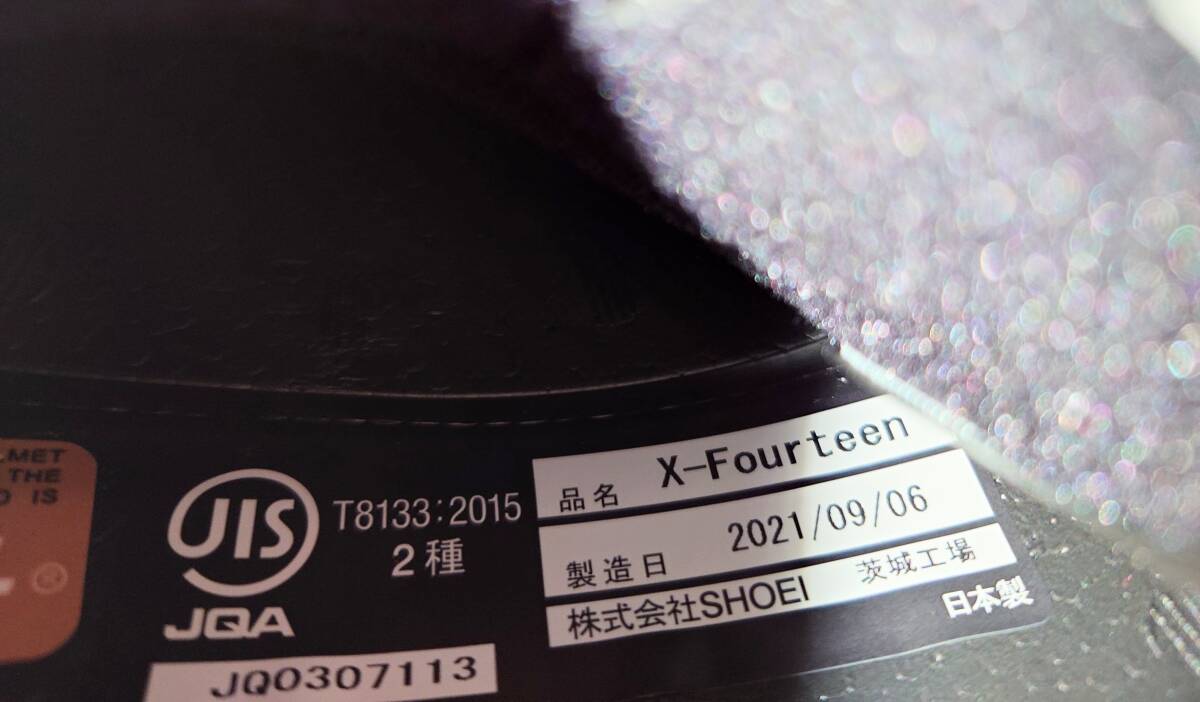 LMET
THE
IS
JIS
T8133:2015
2種
JQA
JQ0307113
品名 X-Fourteen
製造日 2021/09/06
株式会社SHOEI 茨城工場
日本製